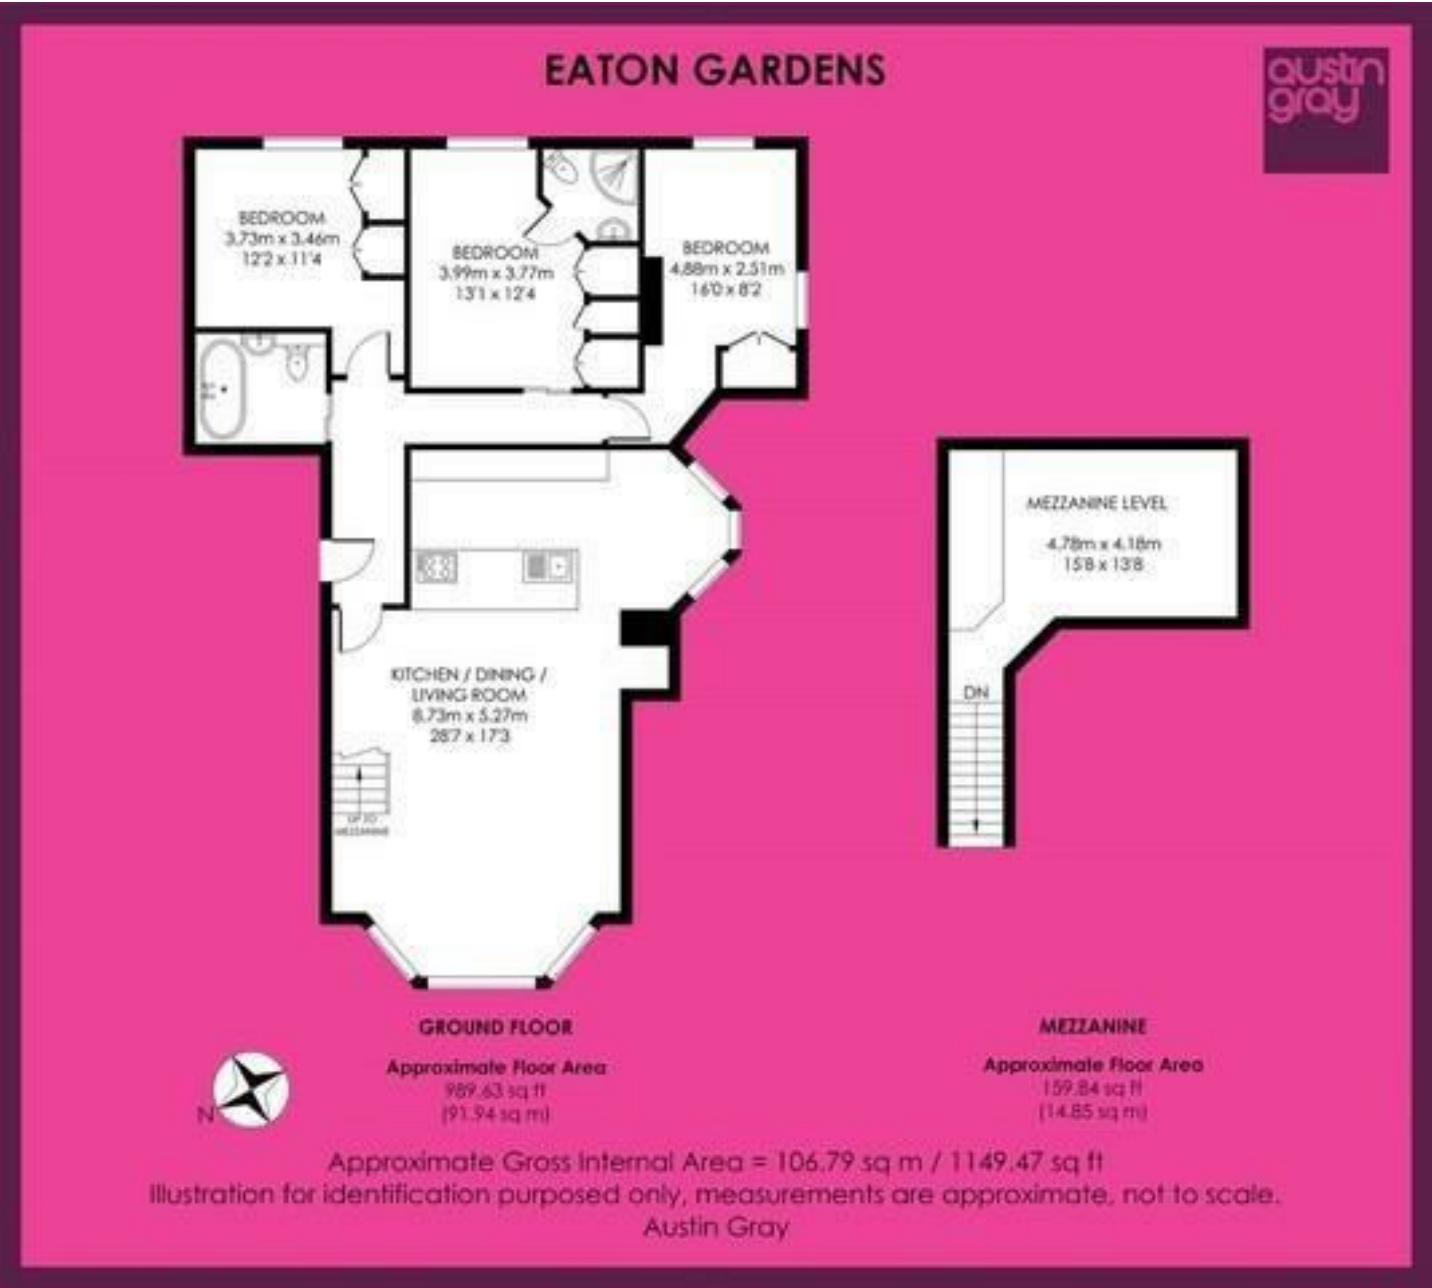 EATON GARDENS
austin
gray
BEDROOM
3.73m x 3.46m
12'2 x 11'4
BEDROOM
3.99m x 3.77m
13'1 x 12'4
BEDROOM
4.88m x 2.51m
16'0 x 8'2
MEZZANINE LEVEL
4.78m x 4.18m
15'8 x 13'8
DN
KITCHEN / DINING /
LIVING ROOM
8.73m x 5.27m
28'7 x 17'3
UP TO
MEZZANINE
GROUND FLOOR
Approximate Floor Area
989.63 sq ft
(91.94 sq m)
MEZZANINE
Approximate Floor Area
159.84 sq ft
(14.85 sq m)
N
Approximate Gross Internal Area = 106.79 sq m / 1149.47 sq ft
Illustration for identification purposed only, measurements are approximate, not to scale.
Austin Gray